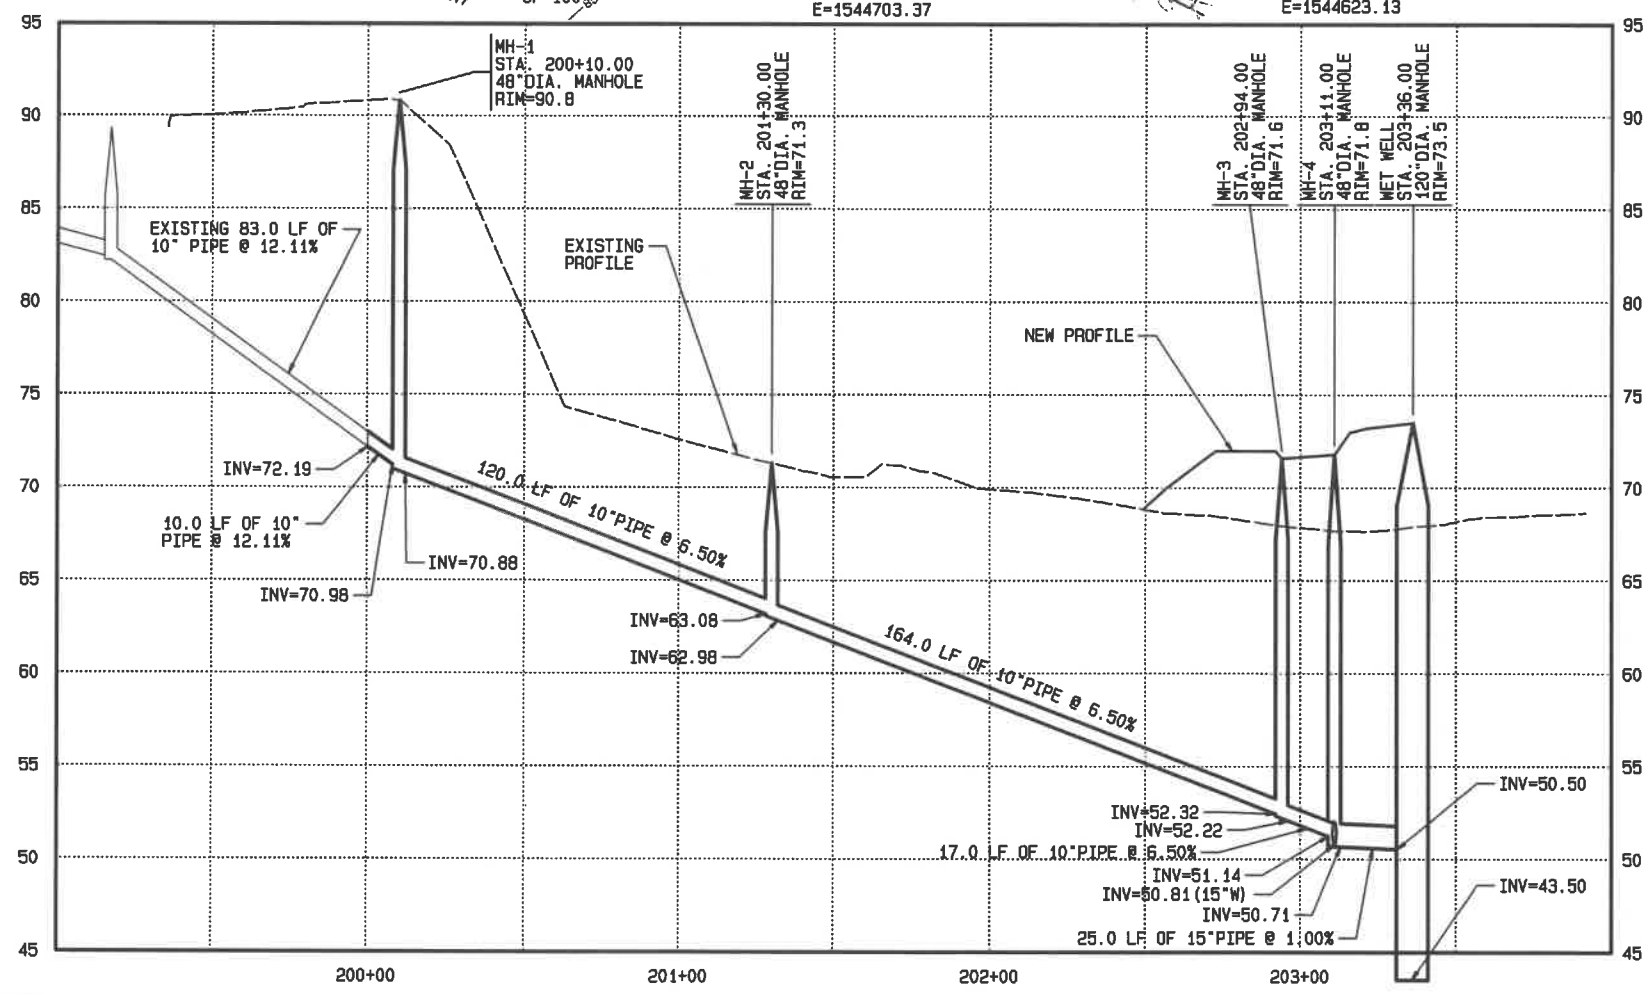 E=1544703.37
E=1544623.13
95
95
MH-1
STA. 200+10.00
48"DIA. MANHOLE
RIM=90.8
MH-2
STA. 201+30.00
48"DIA. MANHOLE
RIM=71.3
MH-3
STA. 202+94.00
48"DIA. MANHOLE
RIM=71.6
MH-4
STA. 203+11.00
48"DIA. MANHOLE
RIM=71.8
WET WELL
STA. 203+36.00
120"DIA. MANHOLE
RIM=73.5
90
90
85
85
EXISTING 83.0 LF OF
10" PIPE @ 12.11%
EXISTING
PROFILE
80
80
NEW PROFILE
75
75
INV=72.19
120.0 LF OF 10"PIPE @ 6.50%
70
70
10.0 LF OF 10"
PIPE @ 12.11%
INV=70.88
INV=70.98
65
65
INV=63.08
164.0 LF OF 10"PIPE @ 6.50%
INV=62.98
60
60
55
55
INV=50.50
INV=52.32
INV=52.22
17.0 LF OF 10"PIPE @ 6.50%
50
50
INV=51.14
INV=50.81(15"W)
INV=43.50
INV=50.71
25.0 LF OF 15"PIPE @ 1.00%
45
45
200+00
201+00
202+00
203+00